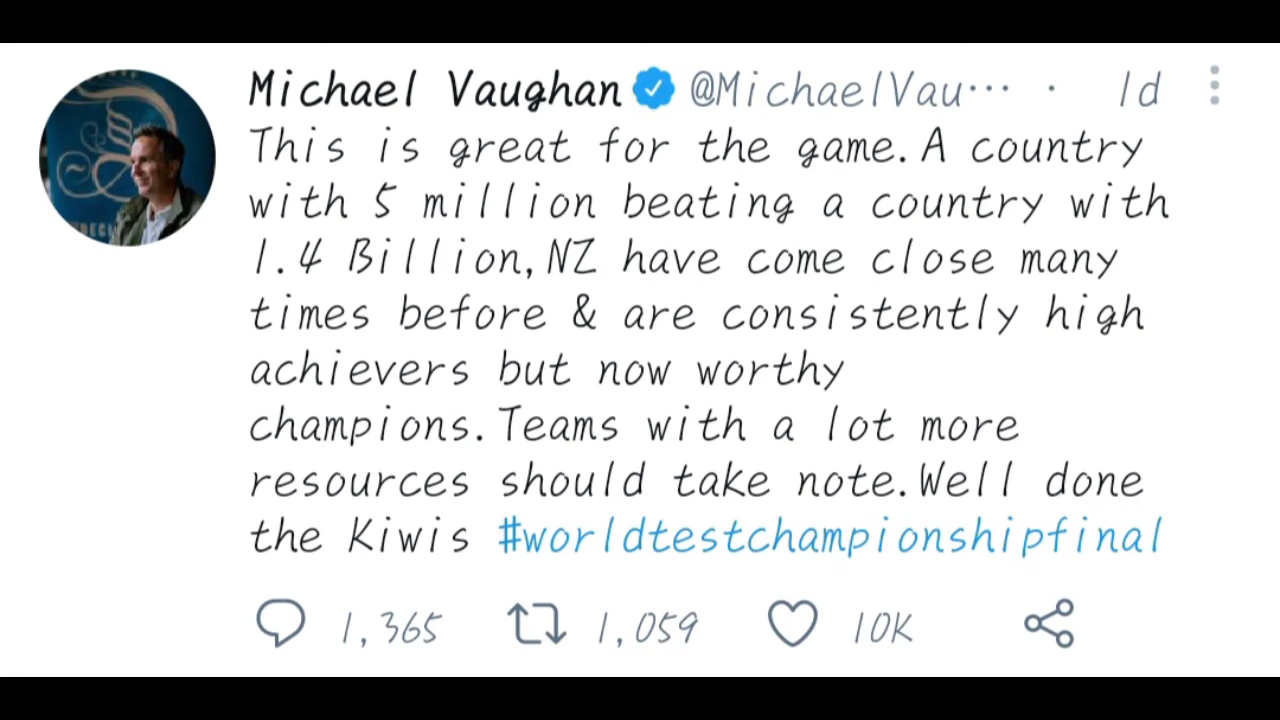 Michael Vaughan @MichaelVau... · 1d
This is great for the game.A country
with 5 million beating a country with
1.4 Billion,NZ have come close many
times before & are consistently high
achievers but now worthy
champions.Teams with a lot more
resources should take note.Well done
the Kiwis #worldtestchampionshipfinal
1,365 1,059 10K